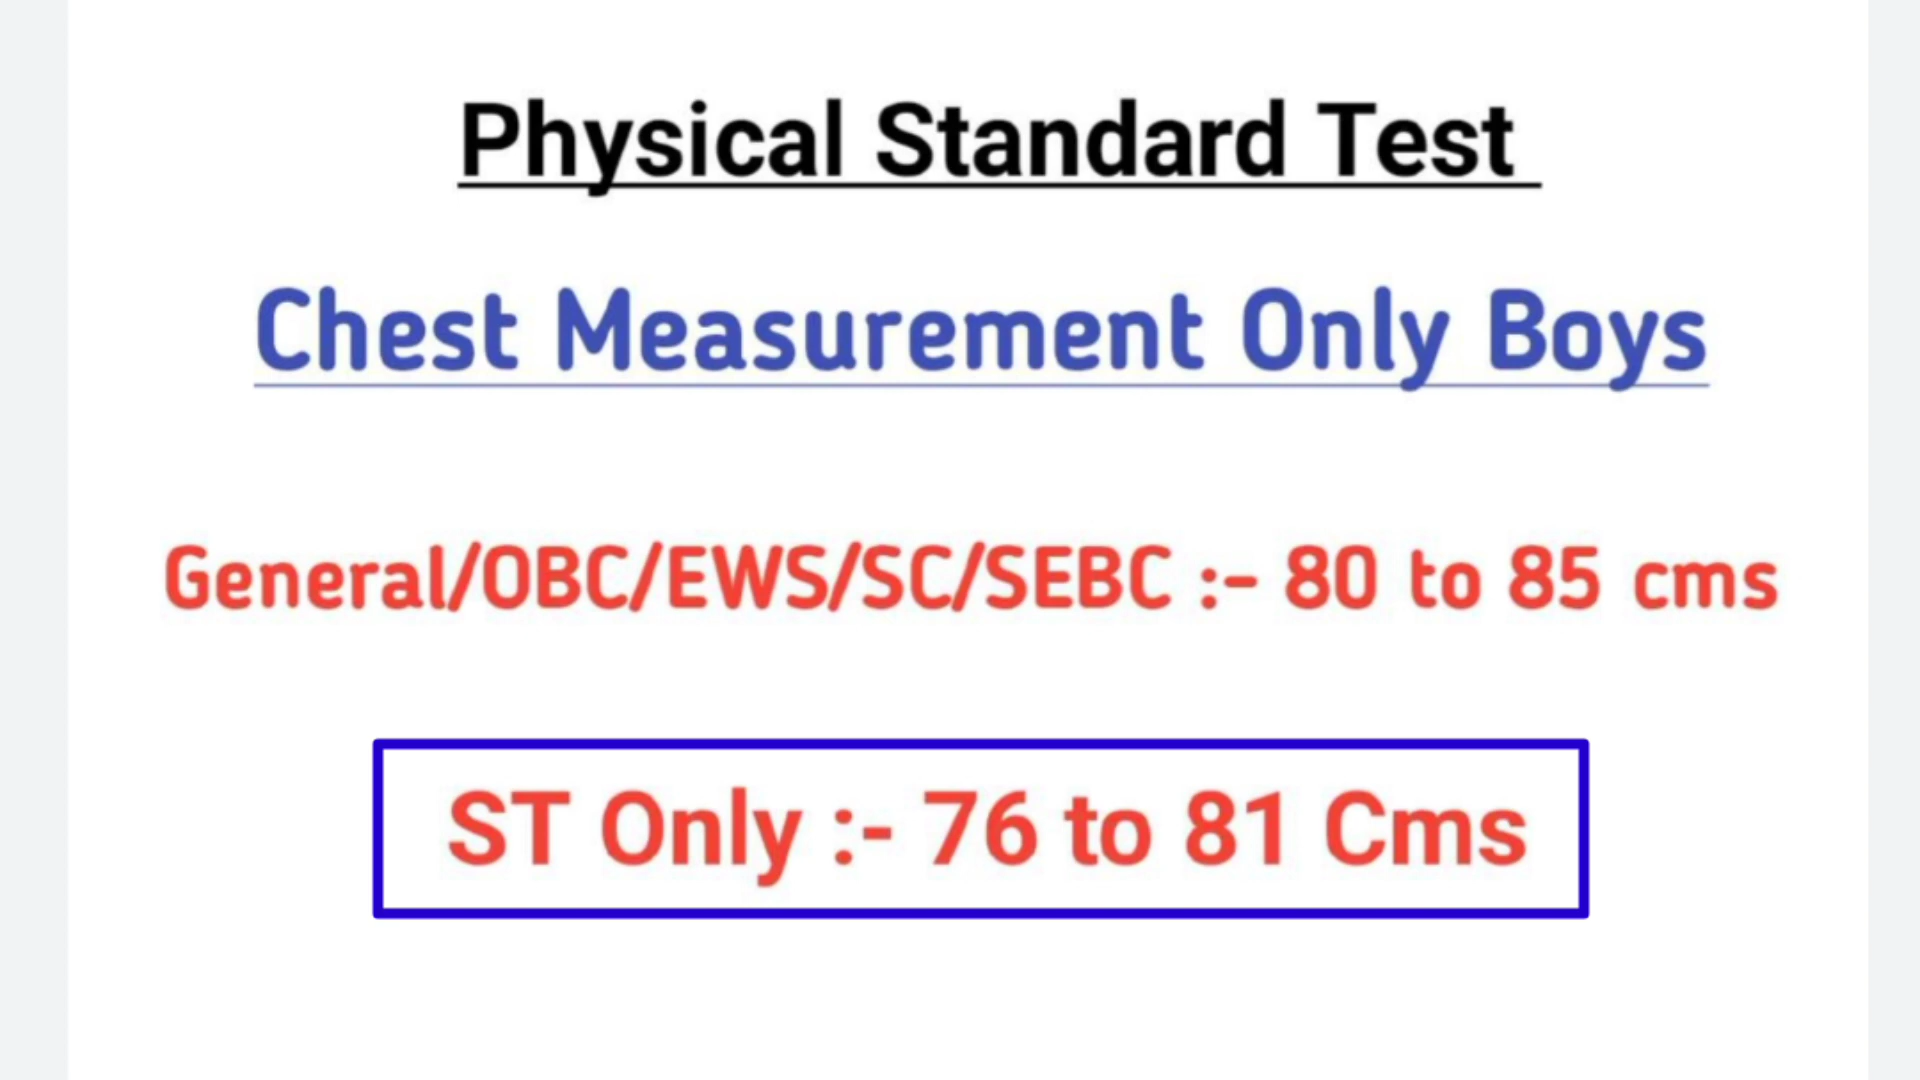 Physical Standard Test
Chest Measurement Only Boys
General/OBC/EWS/SC/SEBC :- 80 to 85 cms
ST Only :- 76 to 81 Cms